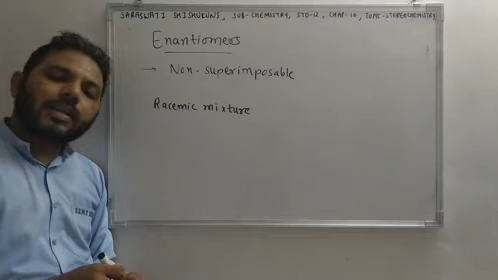 SARASWATI SHISHUKUNJ, SUB-CHEMISTRY, STD-12, CHAP-10, TOPIC-STEREOCHEMISTRY
Enantiomers
→ Non-superimposable
Racemic mixture